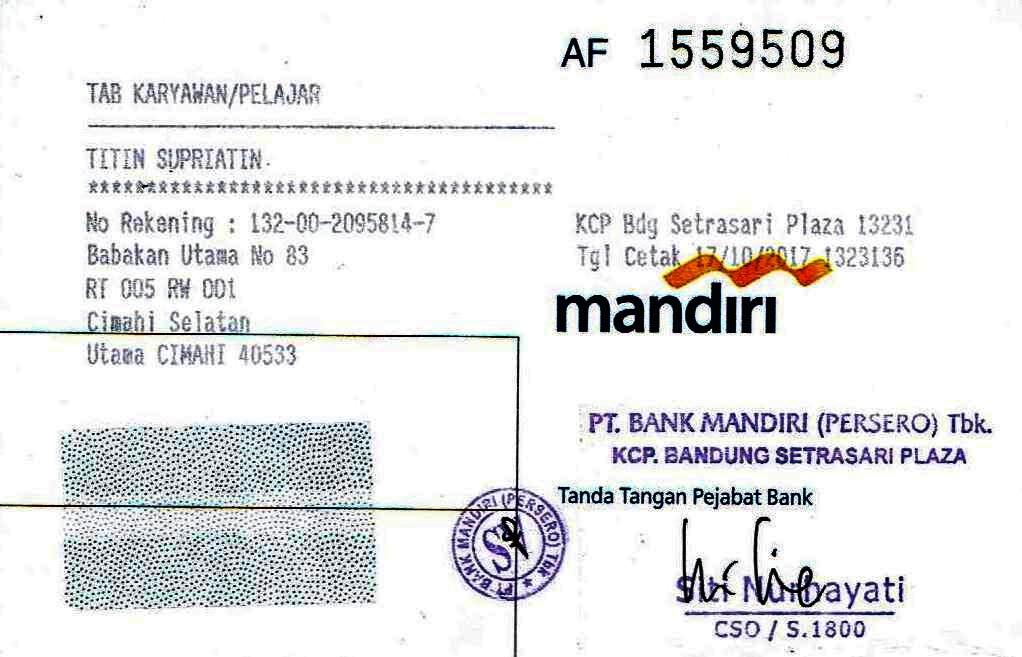 AF 1559509
TAB KARYAWAN/PELAJAR
TITIN SUPRIATIN
****************************************
No Rekening : 132-00-2095814-7
Babakan Utama No 83
RT 005 RW 001
Cimahi Selatan
Utama CIMAHI 40533
KCP Bdg Setrasari Plaza 13231
Tgl Cetak 17/10/2017 1323136
mandiri
PT. BANK MANDIRI (PERSERO) Tbk.
KCP. BANDUNG SETRASARI PLAZA
Tanda Tangan Pejabat Bank
PT BANK MANDIRI (PERSERO) Tbk *
Siti Nurbayati
CSO / S.1800